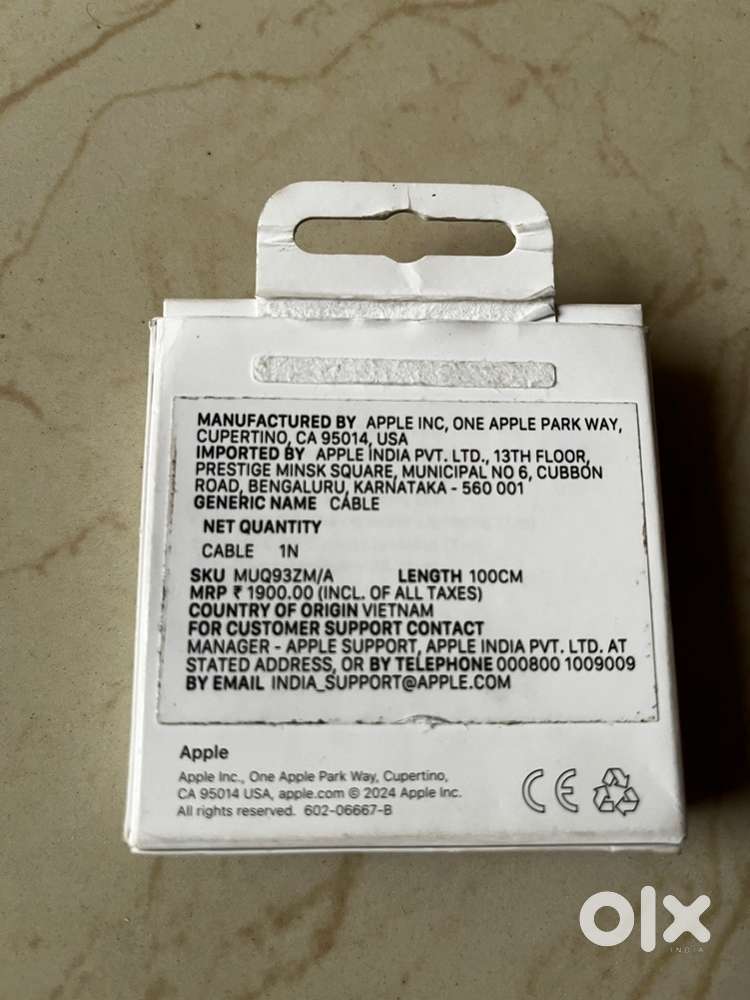 MANUFACTURED BY APPLE INC, ONE APPLE PARK WAY,
CUPERTINO, CA 95014, USA
IMPORTED BY APPLE INDIA PVT. LTD., 13TH FLOOR,
PRESTIGE MINSK SQUARE, MUNICIPAL NO 6, CUBBON
ROAD, BENGALURU, KARNATAKA - 560 001
GENERIC NAME CABLE
NET QUANTITY
CABLE 1N
SKU MUQ93ZM/A LENGTH 100CM
MRP ₹ 1900.00 (INCL. OF ALL TAXES)
COUNTRY OF ORIGIN VIETNAM
FOR CUSTOMER SUPPORT CONTACT
MANAGER - APPLE SUPPORT, APPLE INDIA PVT. LTD. AT
STATED ADDRESS, OR BY TELEPHONE 000800 1009009
BY EMAIL INDIA_SUPPORT@APPLE.COM
Apple
Apple Inc., One Apple Park Way, Cupertino,
CA 95014 USA, apple.com © 2024 Apple Inc.
All rights reserved. 602-06667-B
CE
olx
INDIA